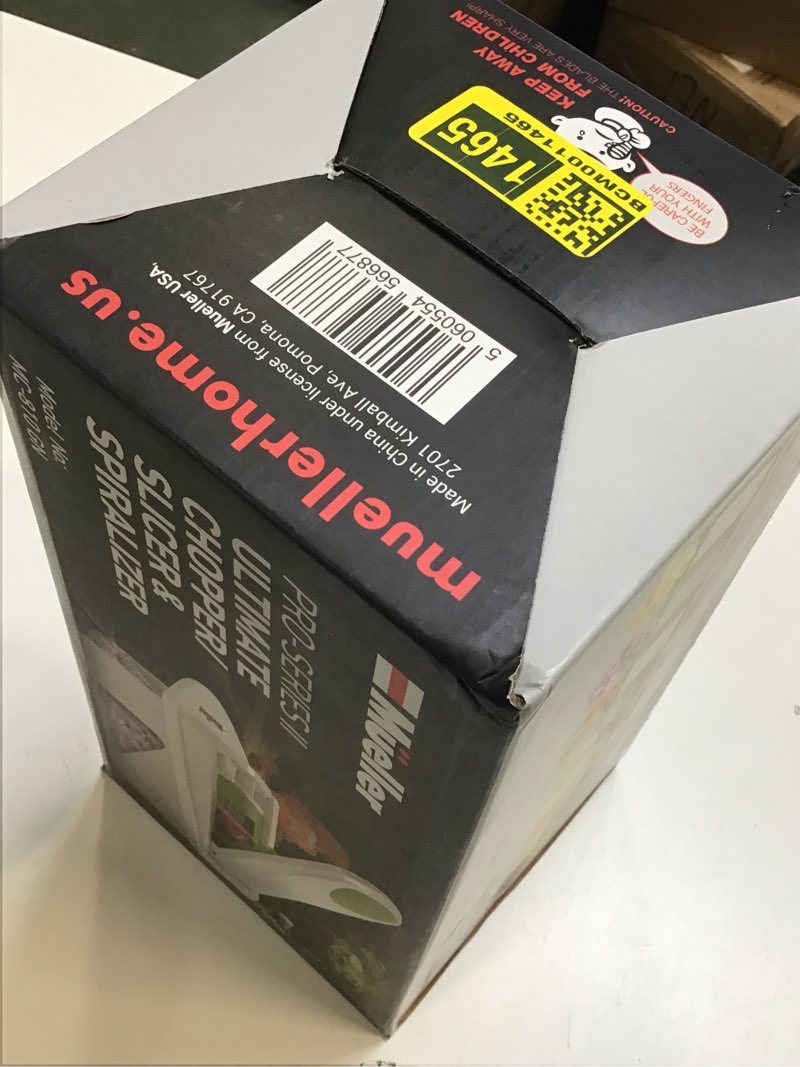 KEEP AWAY
FROM CHILDREN
CAUTION! THE BLADES ARE VERY SHARP!
BE CAREFUL
WITH YOUR
FINGERS
1465
1465
BCM0011465
5 060554 566877
Made in China under license from Mueller USA,
2701 Kimball Ave, Pomona, CA 91767
muellerhome.us
Mueller
PRO-SERIES II
ULTIMATE
CHOPPER/
SLICER &
SPIRALIZER
Model No: